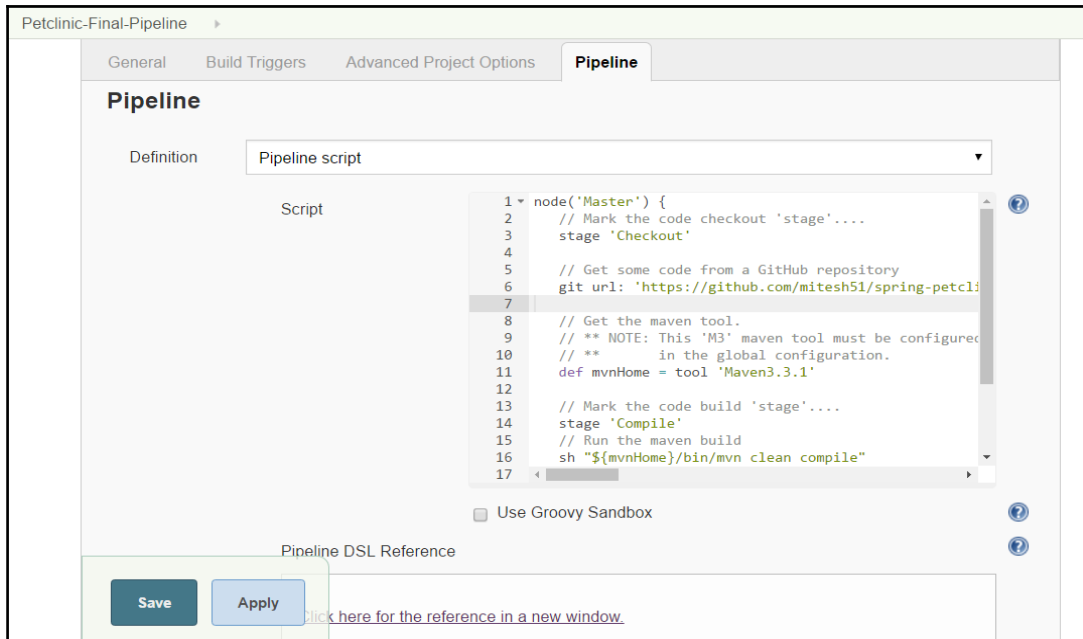 Petclinic-Final-Pipeline
General Build Triggers Advanced Project Options Pipeline
Pipeline
Definition Pipeline script
Script
1 node('Master') {
2 // Mark the code checkout 'stage'....
3 stage 'Checkout'
4
5 // Get some code from a GitHub repository
6 git url: 'https://github.com/mitesh51/spring-petcli
7
8 // Get the maven tool.
9 // ** NOTE: This 'M3' maven tool must be configured
10 // ** in the global configuration.
11 def mvnHome = tool 'Maven3.3.1'
12
13 // Mark the code build 'stage'....
14 stage 'Compile'
15 // Run the maven build
16 sh "${mvnHome}/bin/mvn clean compile"
17
Use Groovy Sandbox
Pipeline DSL Reference
Save Apply
Click here for the reference in a new window.